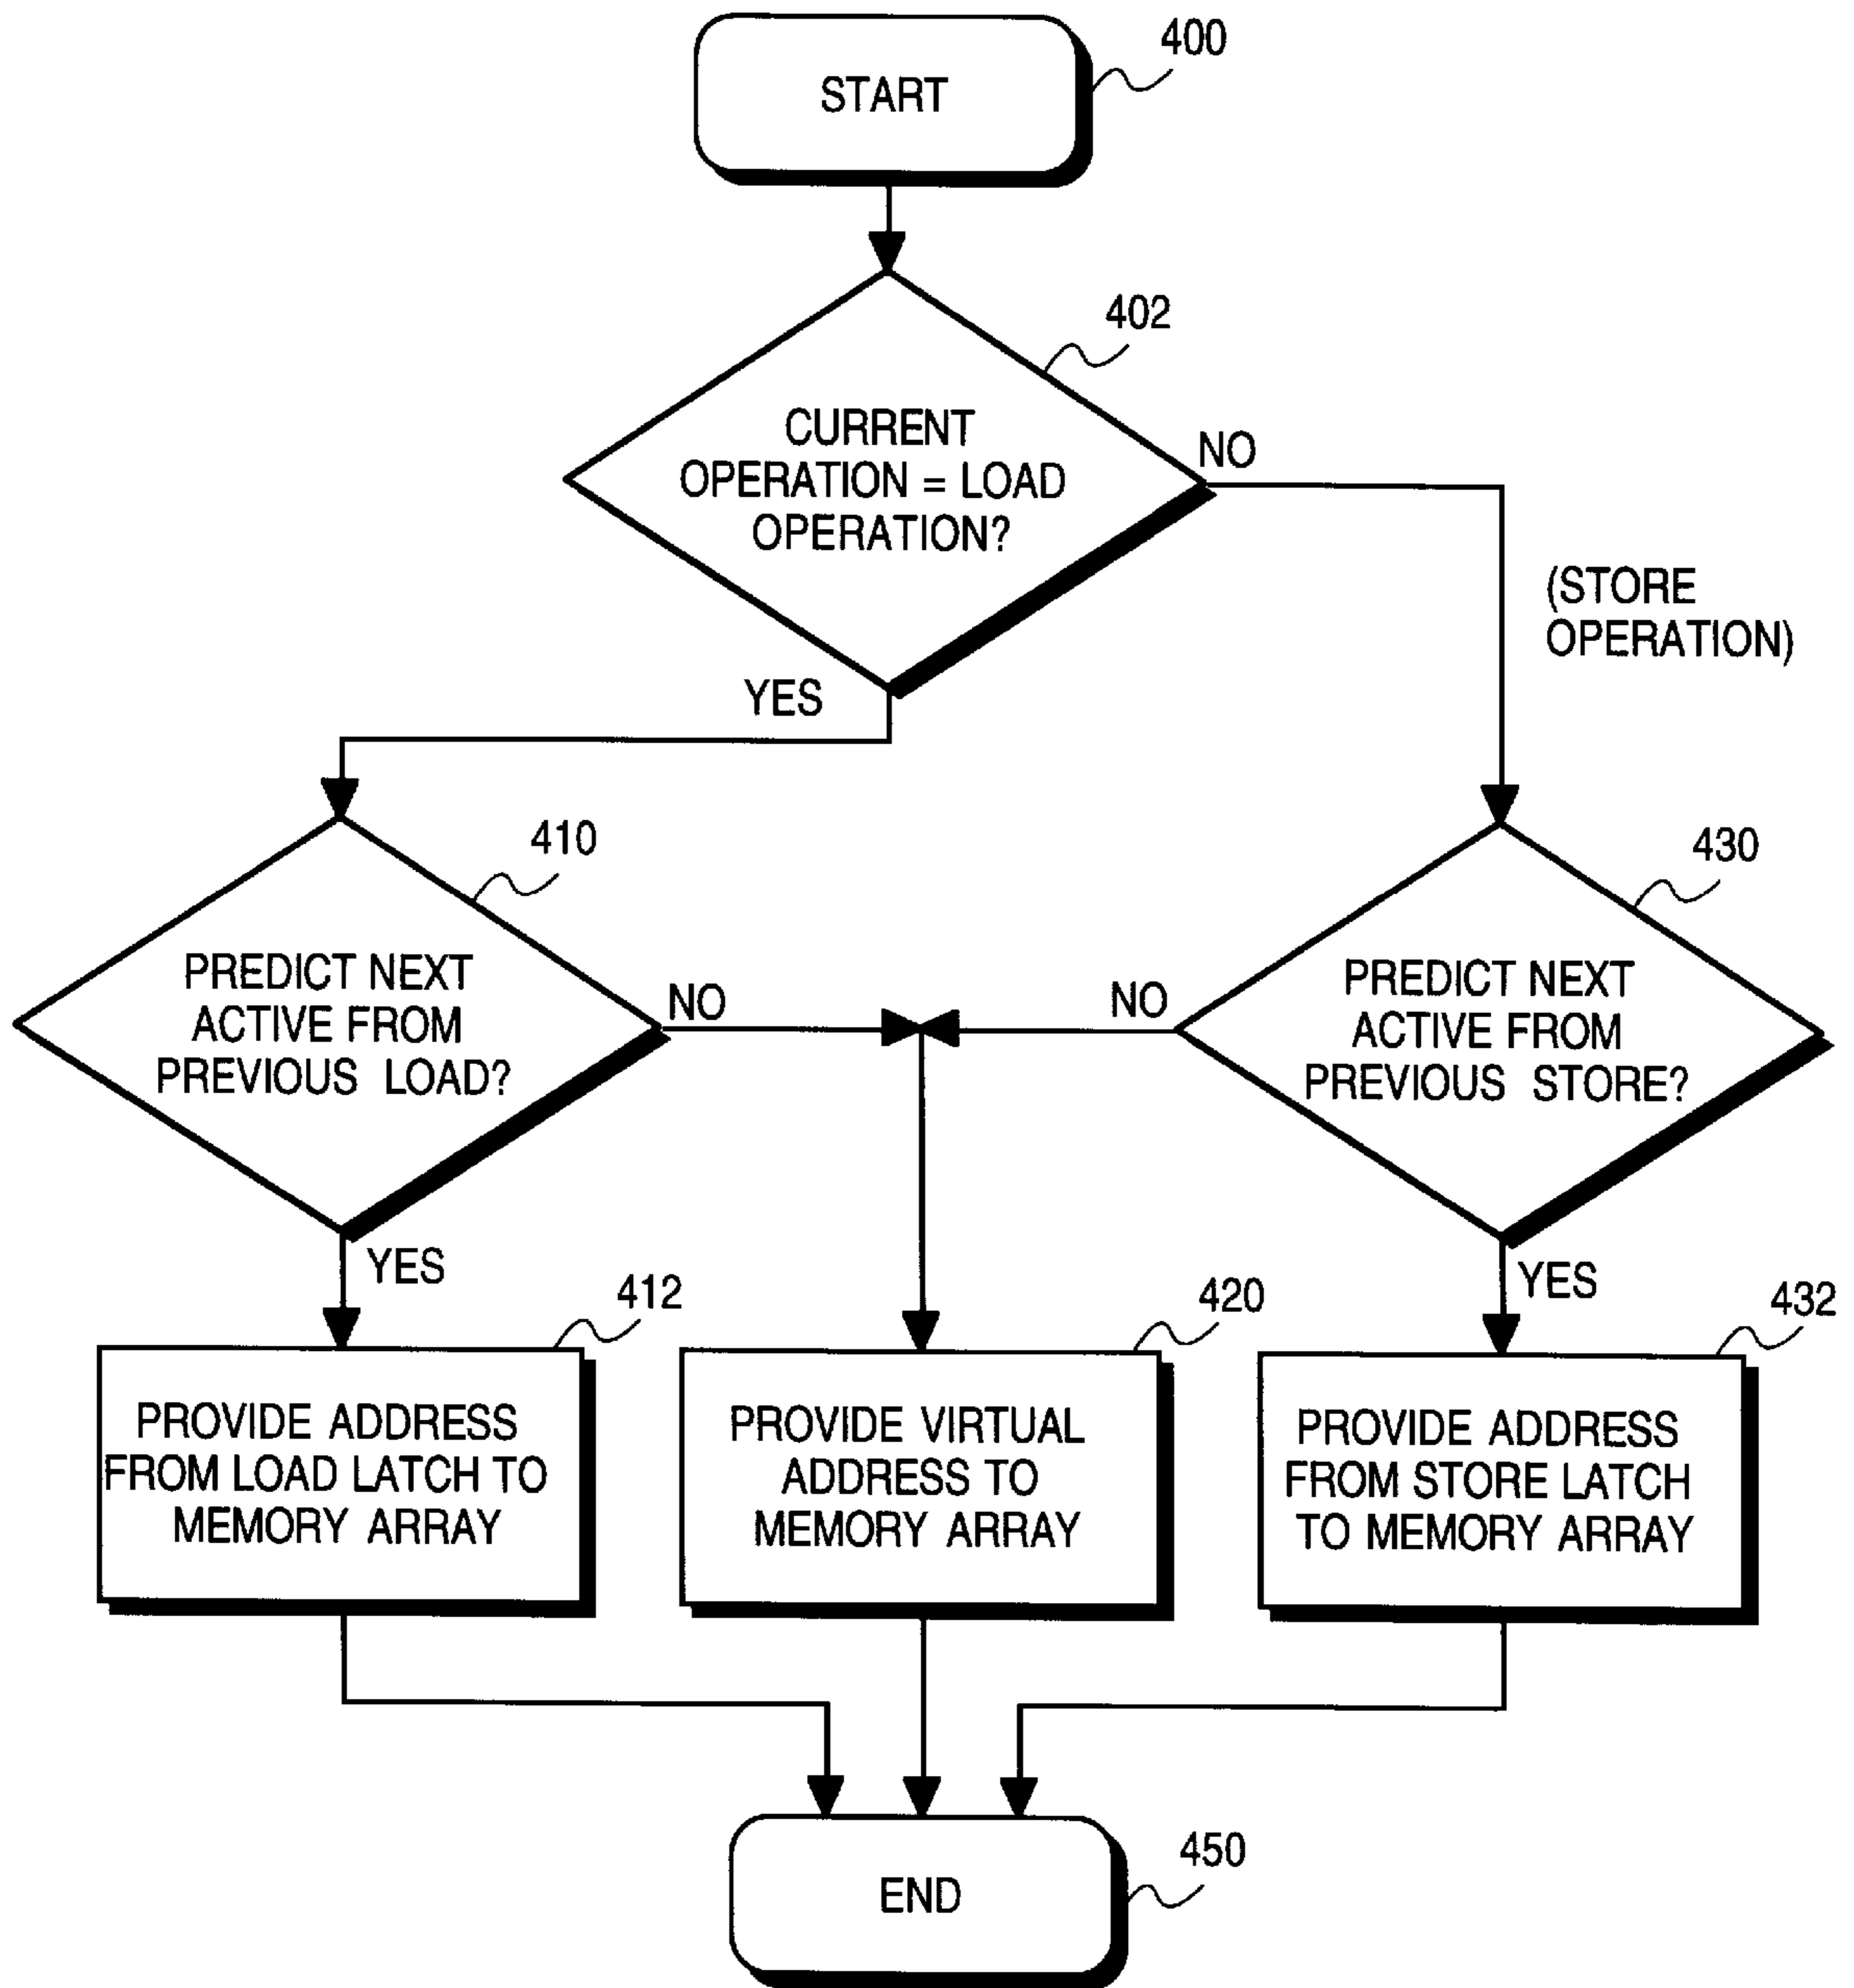 400
START
402
CURRENT
OPERATION = LOAD
OPERATION?
NO
(STORE
OPERATION)
YES
410
PREDICT NEXT
ACTIVE FROM
PREVIOUS LOAD?
NO
YES
430
PREDICT NEXT
ACTIVE FROM
PREVIOUS STORE?
NO
YES
412
PROVIDE ADDRESS
FROM LOAD LATCH TO
MEMORY ARRAY
420
PROVIDE VIRTUAL
ADDRESS TO
MEMORY ARRAY
432
PROVIDE ADDRESS
FROM STORE LATCH
TO MEMORY ARRAY
450
END